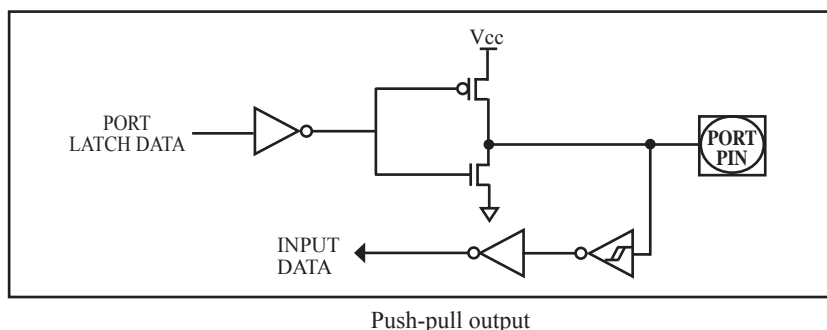 Vcc
PORT
LATCH DATA
PORT
PIN
INPUT
DATA
Push-pull output